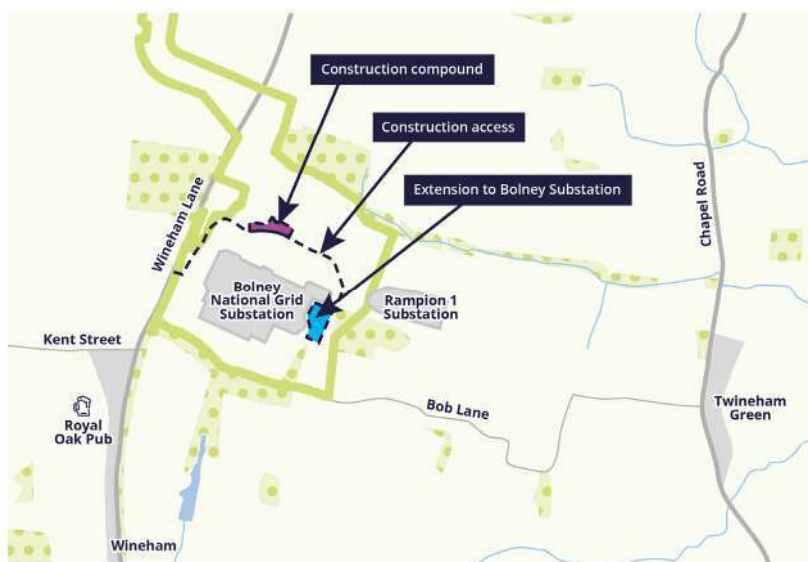 Construction compound
Construction access
Extension to Bolney Substation
Wineham Lane
Chapel Road
Bolney
National Grid
Substation
Rampion 1
Substation
Kent Street
Royal
Oak Pub
Bob Lane
Twineham
Green
Wineham